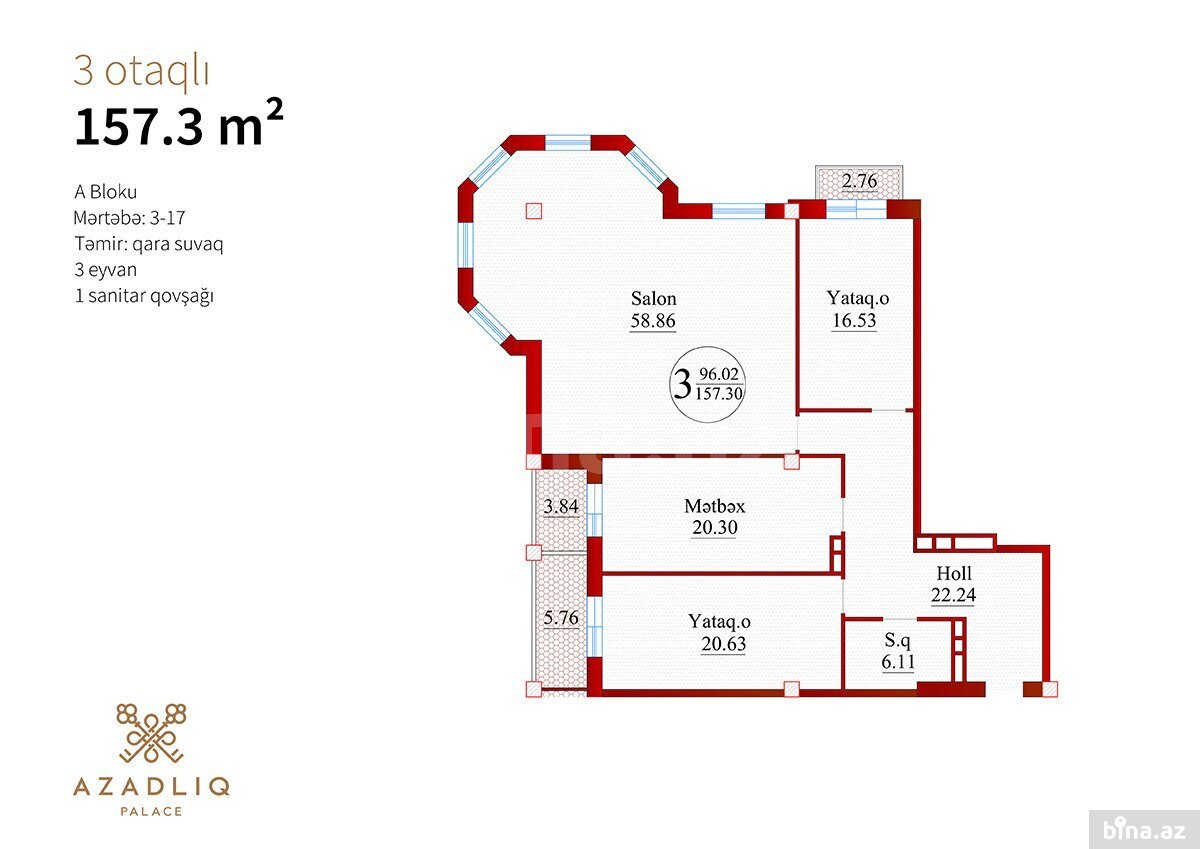 3 otaqlı
157.3 m²
A Bloku
Mərtəbə: 3-17
Təmir: qara suvaq
3 eyvan
1 sanitar qovşağı
2.76
Salon
58.86
Yataq.o
16.53
3 96.02
157.30
3.84
Mətbəx
20.30
5.76
Yataq.o
20.63
Holl
22.24
S.q
6.11
AZADLIQ
PALACE
bina.az